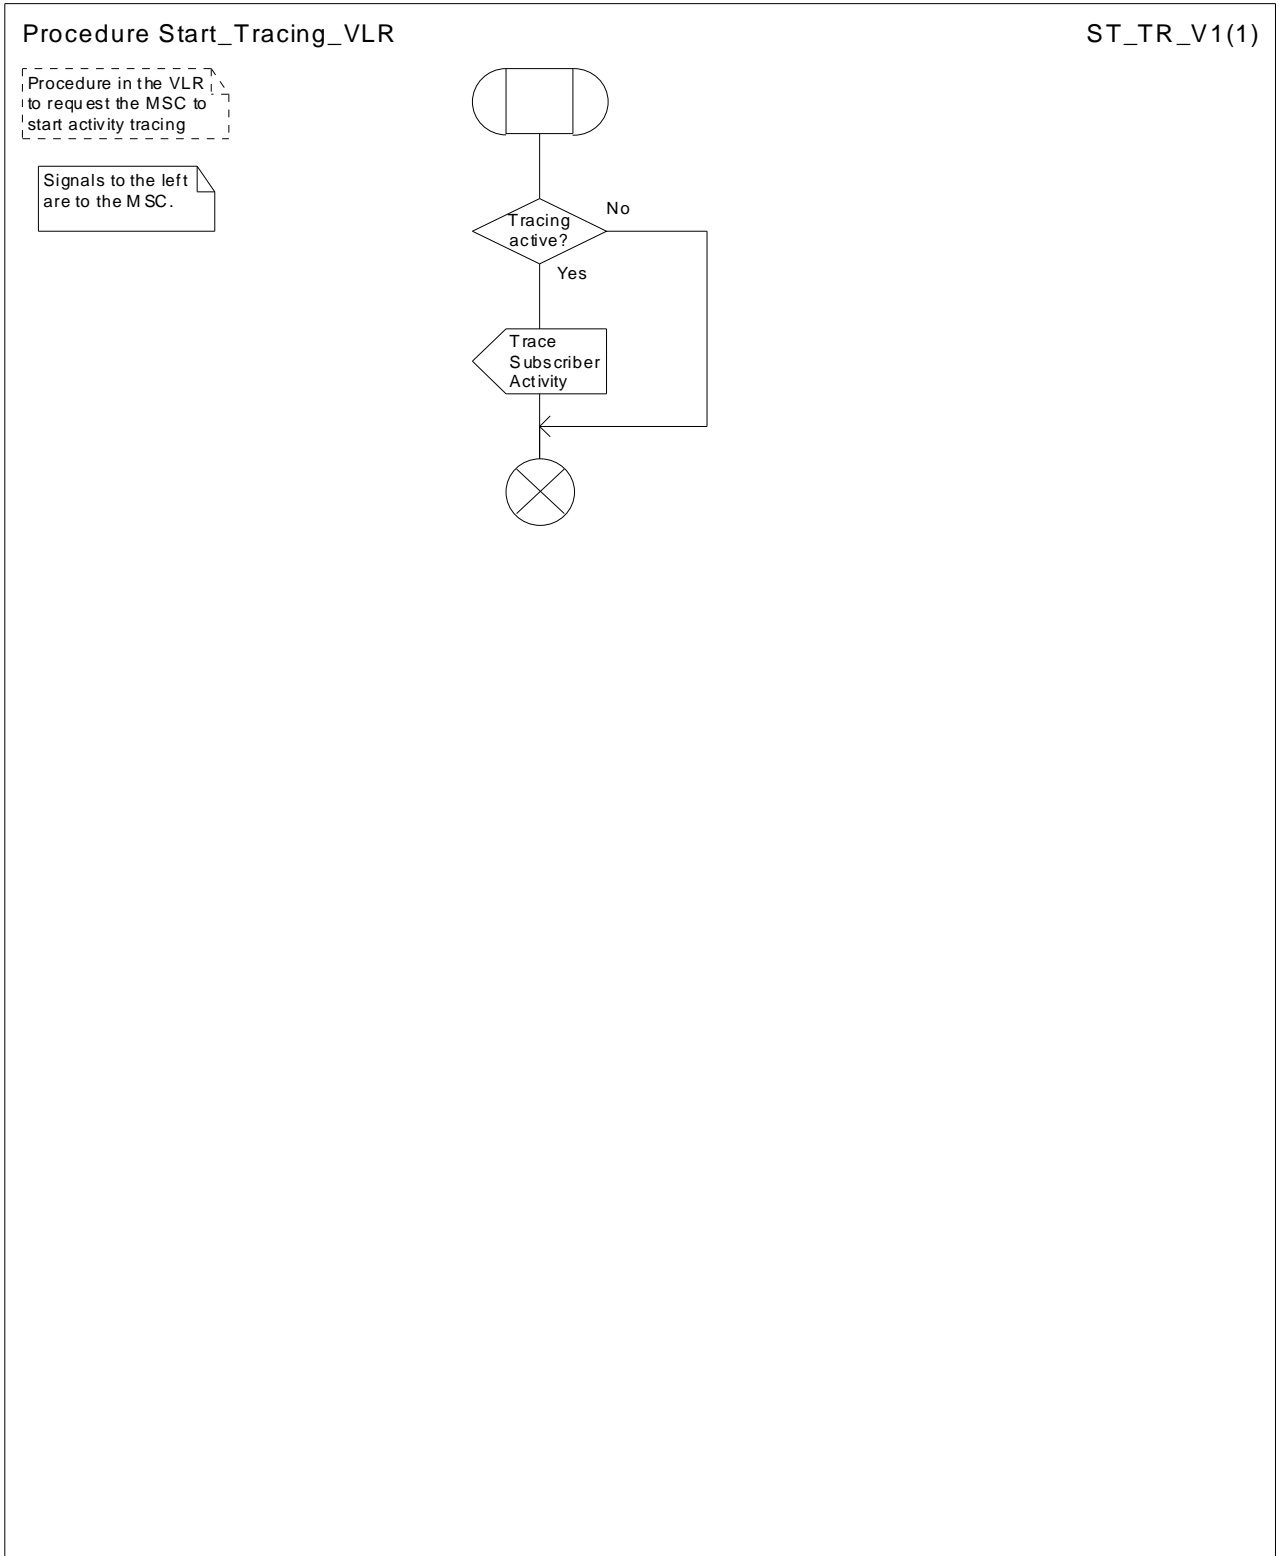 Procedure Start_Tracing_VLR
ST_TR_V1(1)
Procedure in the VLR
to request the MSC to
start activity tracing
Signals to the left
are to the MSC.
Tracing
active?
No
Yes
Trace
Subscriber
Activity